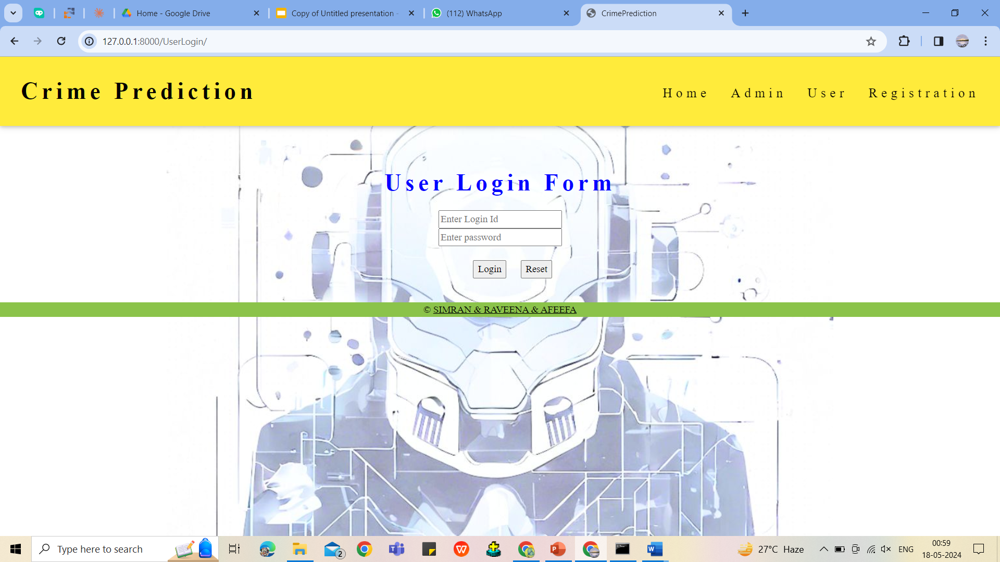 Home - Google Drive
Copy of Untitled presentation -
(112) WhatsApp
CrimePrediction
127.0.0.1:8000/UserLogin/
Crime Prediction
Home Admin User Registration
User Login Form
Enter Login Id
Enter password
Login Reset
© SIMRAN & RAVEENA & AFEEFA
Type here to search
2
27°C Haze
ENG
00:59
18-05-2024